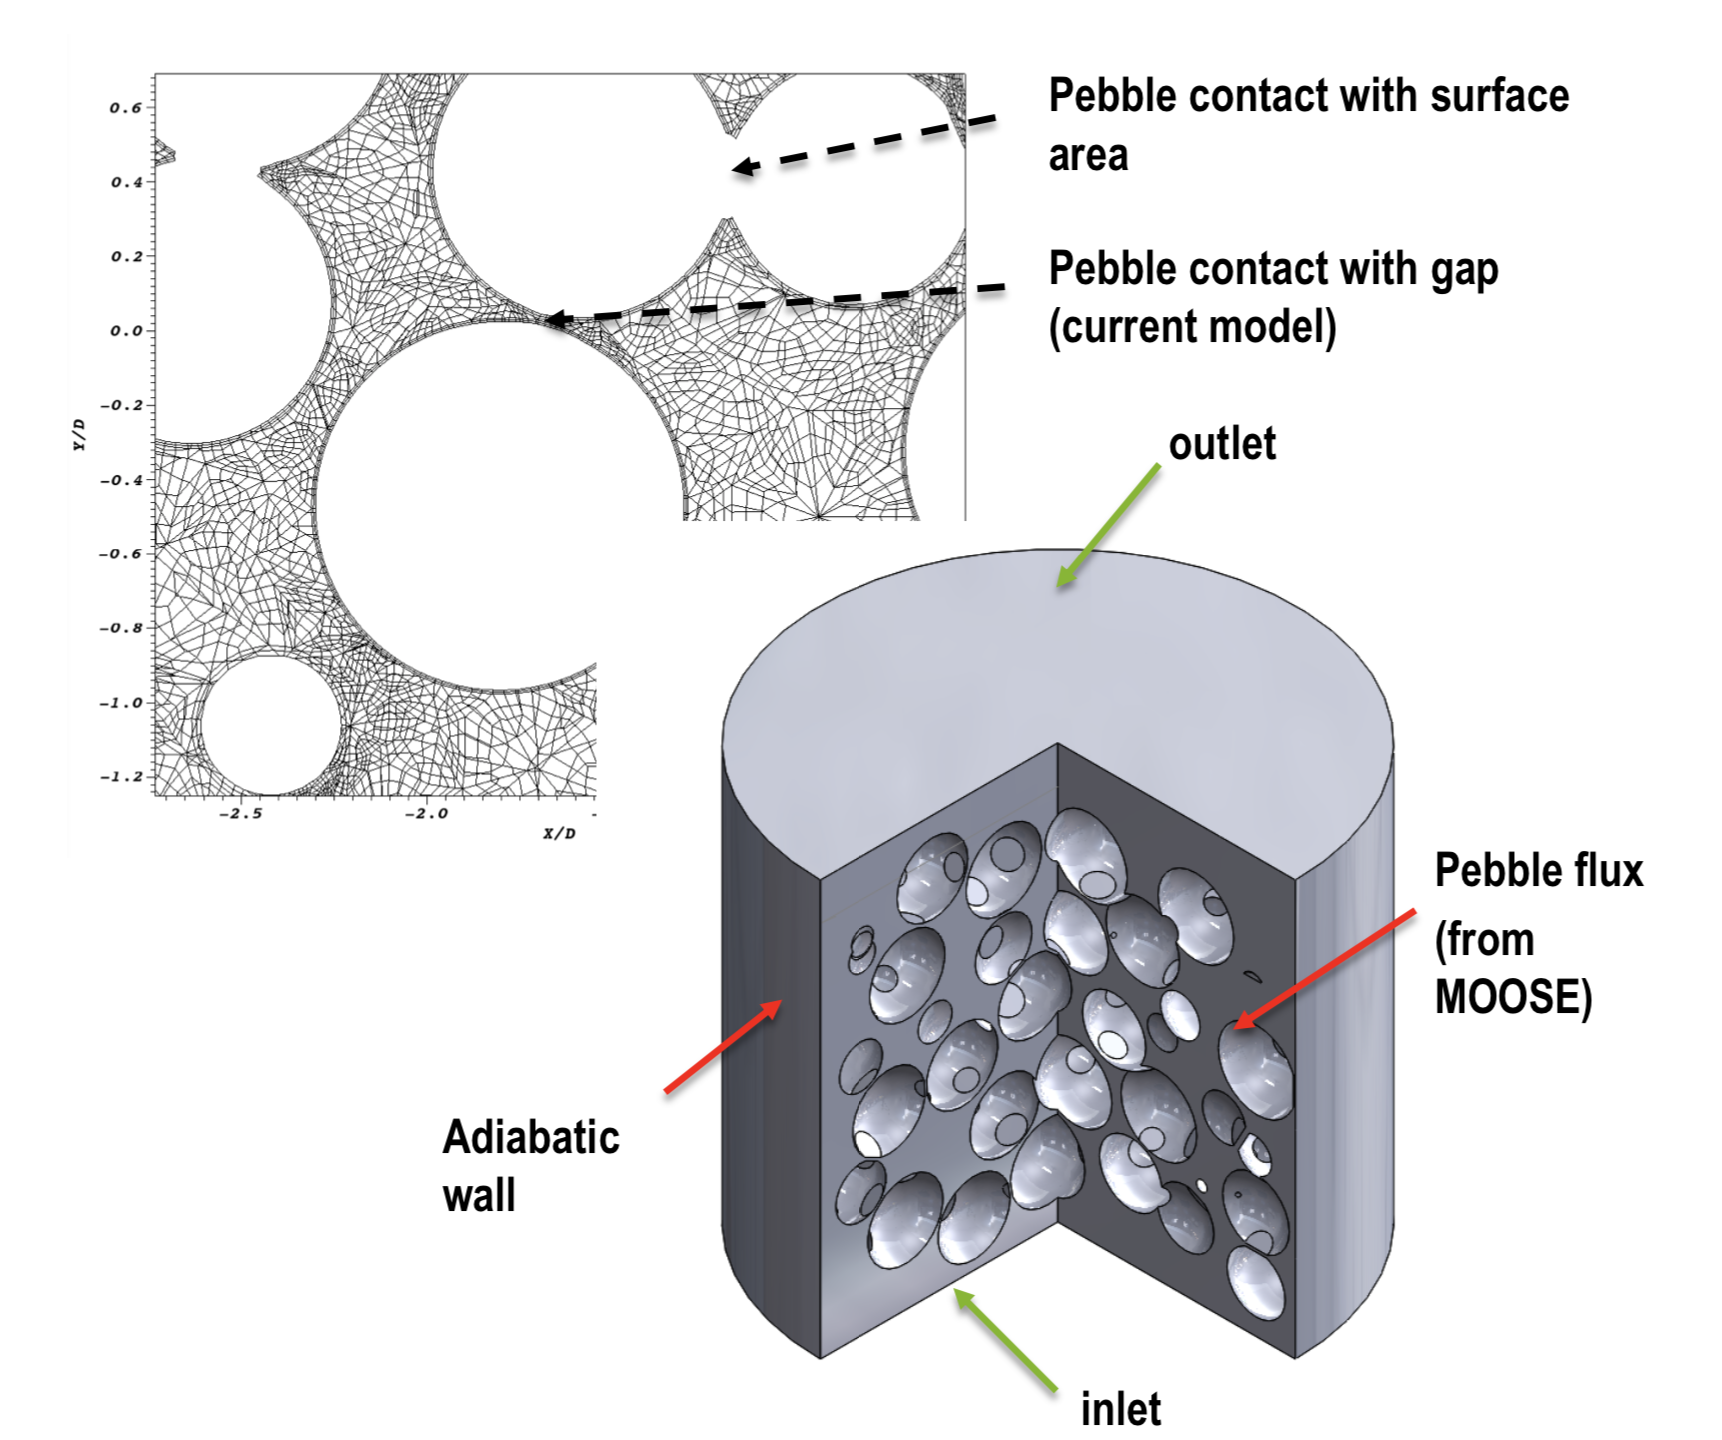 Pebble contact with surface
area
Pebble contact with gap
(current model)
outlet
0.6
0.4
0.2
0.0
-0.2
-0.4
-0.6
-0.8
-1.0
-1.2
Y/D
-2.5
-2.0
-
X/D
Pebble flux
(from
MOOSE)
Adiabatic
wall
inlet